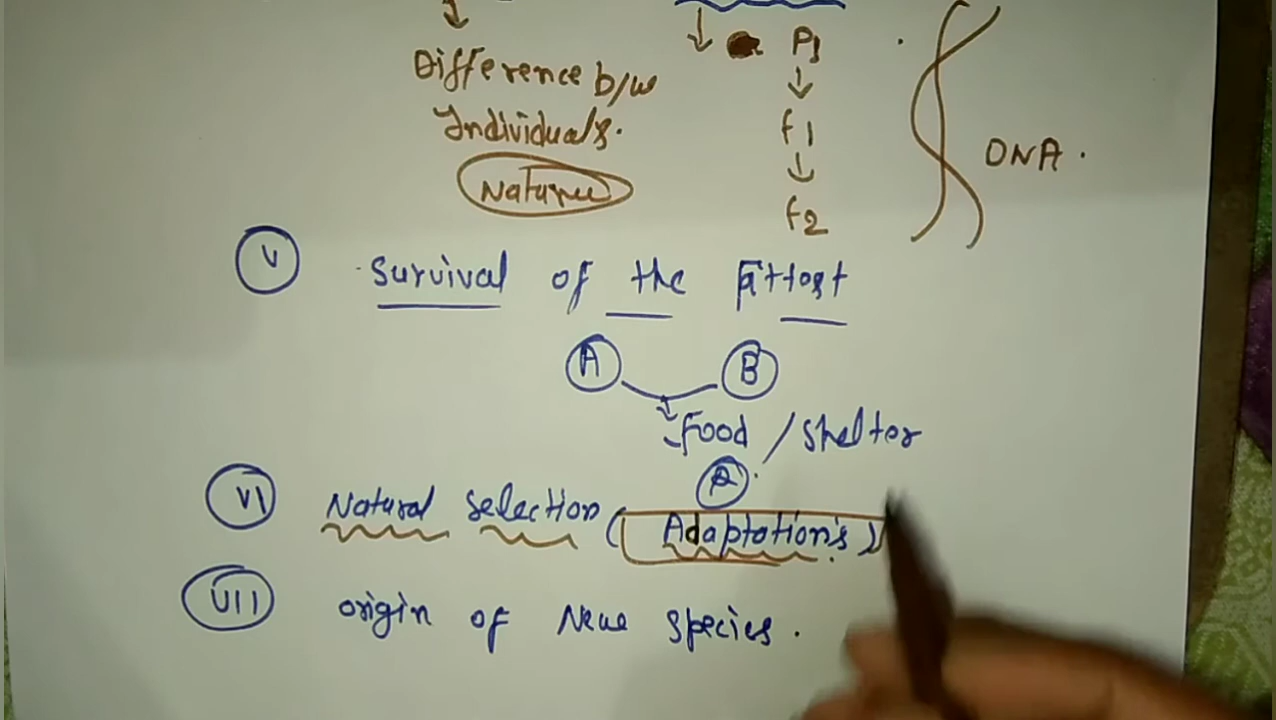 Difference b/w
Individuals.
Nature
P1
F1
F2
DNA.
V Survival of the Fittest
A B
Food / Shelter
VI Natural Selection (Adaptation's)
VII Origin of New Species.